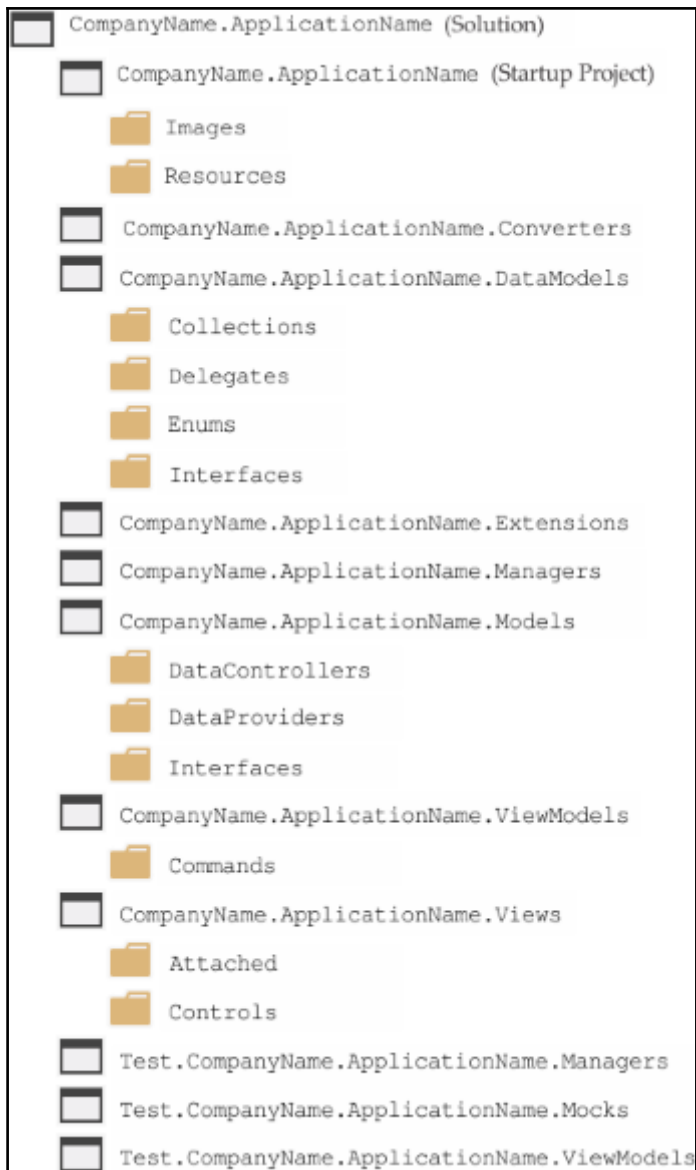 CompanyName.ApplicationName (Solution)
CompanyName.ApplicationName (Startup Project)
Images
Resources
CompanyName.ApplicationName.Converters
CompanyName.ApplicationName.DataModels
Collections
Delegates
Enums
Interfaces
CompanyName.ApplicationName.Extensions
CompanyName.ApplicationName.Managers
CompanyName.ApplicationName.Models
DataControllers
DataProviders
Interfaces
CompanyName.ApplicationName.ViewModels
Commands
CompanyName.ApplicationName.Views
Attached
Controls
Test.CompanyName.ApplicationName.Managers
Test.CompanyName.ApplicationName.Mocks
Test.CompanyName.ApplicationName.ViewModels